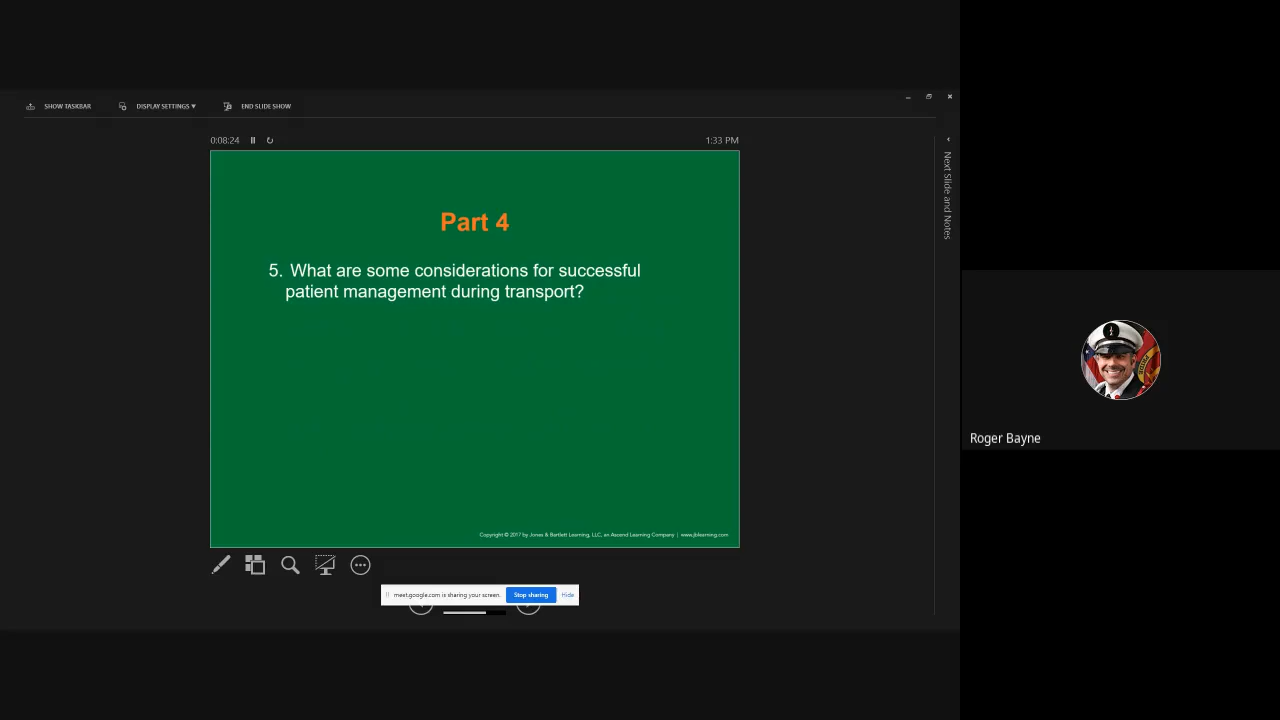 SHOW TASKBAR
DISPLAY SETTINGS ▾
END SLIDE SHOW
0:08:24
1:33 PM
Next Slide and Notes
Part 4
5. What are some considerations for successful
patient management during transport?
Copyright © 2017 by Jones & Bartlett Learning, LLC, an Ascend Learning Company | www.jblearning.com
Roger Bayne
meet.google.com is sharing your screen.
Stop sharing
Hide